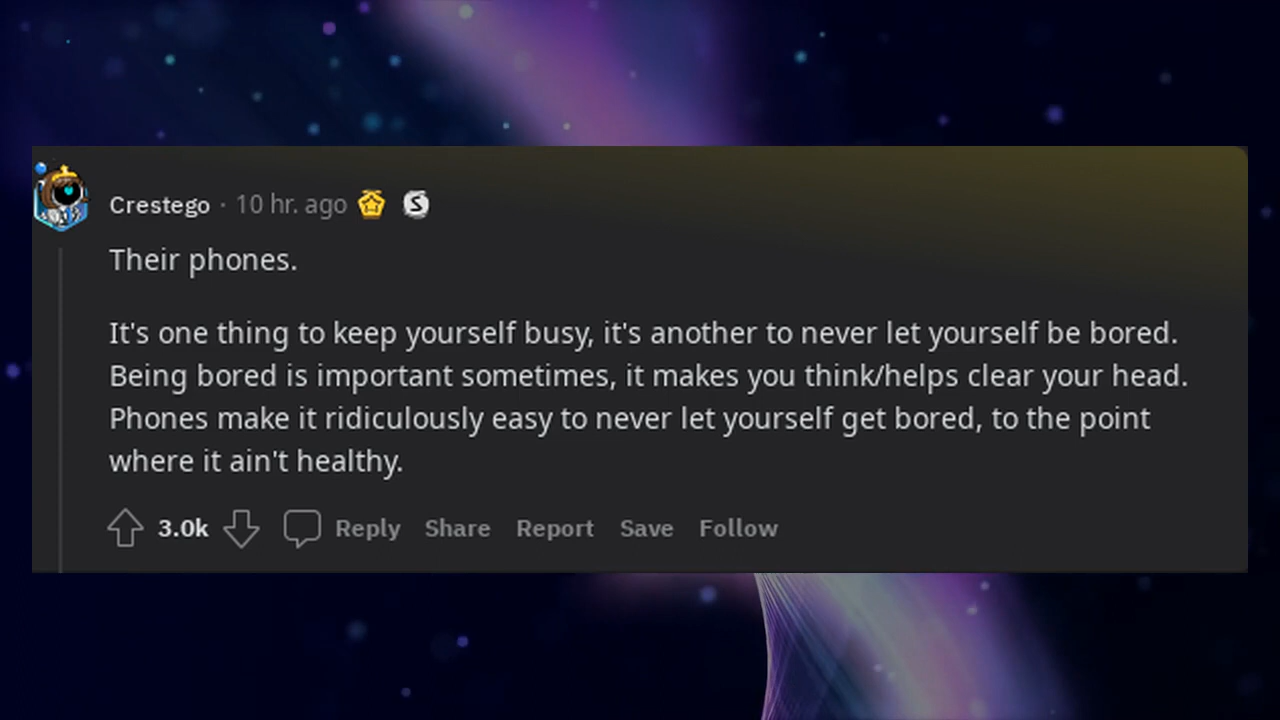 Crestego · 10 hr. ago
Their phones.
It's one thing to keep yourself busy, it's another to never let yourself be bored.
Being bored is important sometimes, it makes you think/helps clear your head.
Phones make it ridiculously easy to never let yourself get bored, to the point
where it ain't healthy.
3.0k Reply Share Report Save Follow